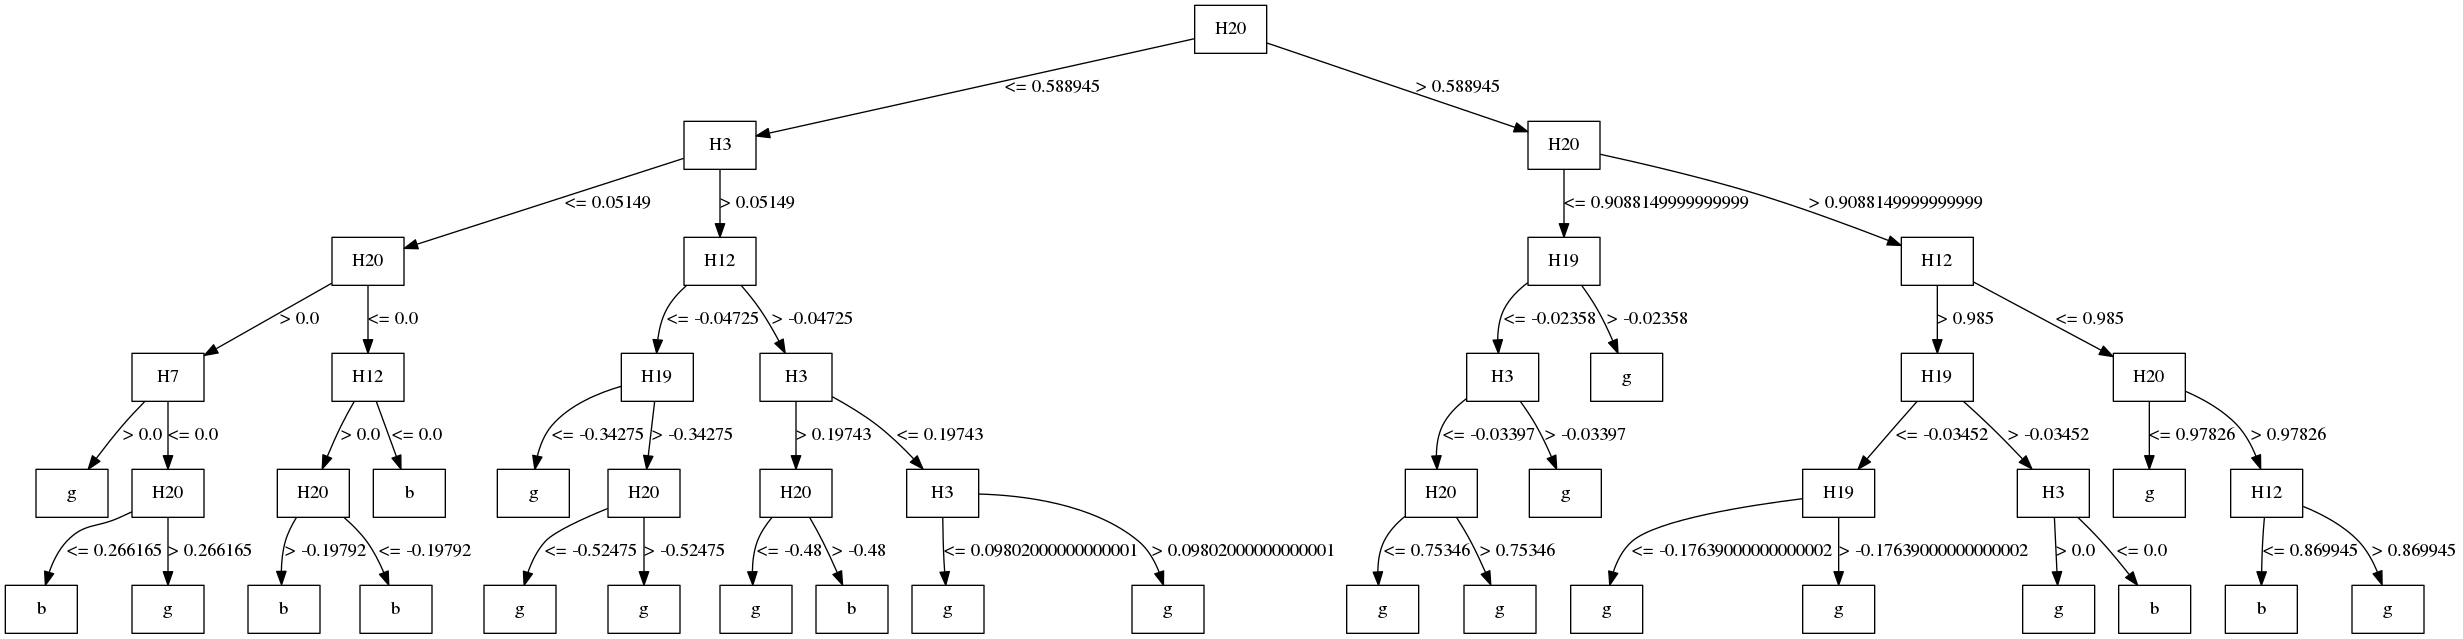 H20
<= 0.588945 > 0.588945
H3 H20
<= 0.05149 > 0.05149 <= 0.9088149999999999 > 0.9088149999999999
H20 H12 H19 H12
> 0.0 <= 0.0 <= -0.04725 > -0.04725 <= -0.02358 > -0.02358 > 0.985 <= 0.985
H7 H12 H19 H3 H3 g H19 H20
> 0.0 <= 0.0 > 0.0 <= 0.0 <= -0.34275 > -0.34275 > 0.19743 <= 0.19743 <= -0.03397 > -0.03397 <= -0.03452 > -0.03452 <= 0.97826 > 0.97826
g H20 H20 b g H20 H20 H3 H20 g H19 H3 g H12
<= 0.266165 > 0.266165 > -0.19792 <= -0.19792 <= -0.52475 > -0.52475 <= -0.48 > -0.48 <= 0.09802000000000001 > 0.09802000000000001 <= 0.75346 > 0.75346 <= -0.17639000000000002 > -0.17639000000000002 > 0.0 <= 0.0 <= 0.869945 > 0.869945
b g b b g g g b g g g g g g g b b g